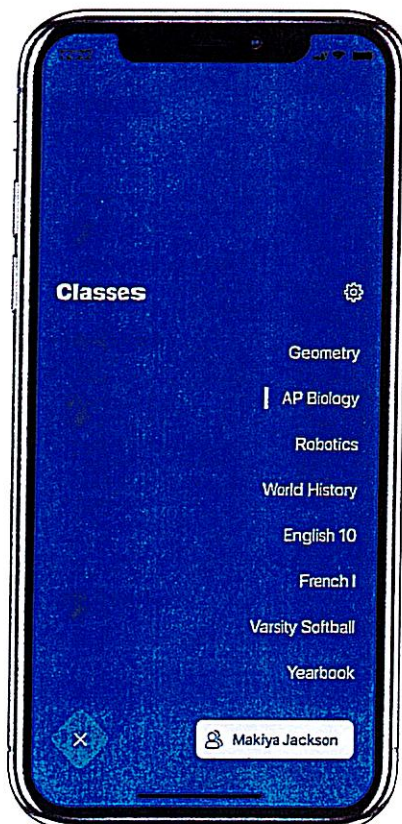 Classes
Geometry
AP Biology
Robotics
World History
English 10
French I
Varsity Softball
Yearbook
Makiya Jackson